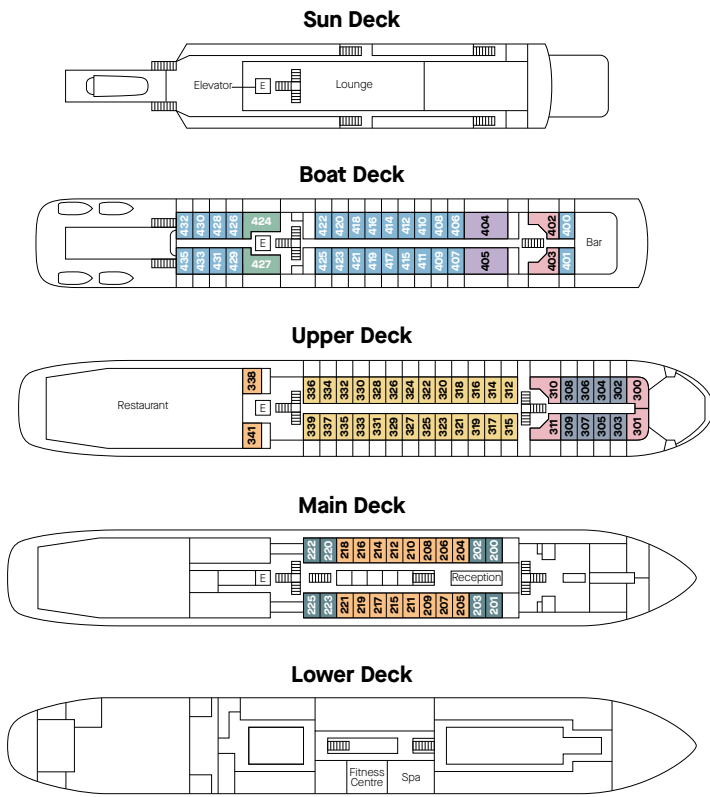 Sun Deck
Elevator E Lounge
Boat Deck
432 430 428 426 424 422 420 418 416 414 412 410 408 406 404 402 400
E Bar
435 433 431 429 427 425 423 421 419 417 415 411 409 407 405 403 401
Upper Deck
338 336 334 332 330 328 326 324 322 320 318 316 314 312 310 308 306 304 302 300
Restaurant E
341 339 337 335 333 331 329 327 325 323 321 319 317 315 311 309 307 305 303 301
Main Deck
222 220 218 216 214 212 210 208 206 204 202 200
E Reception
225 223 221 219 217 215 211 209 207 205 203 201
Lower Deck
Fitness
Centre
Spa